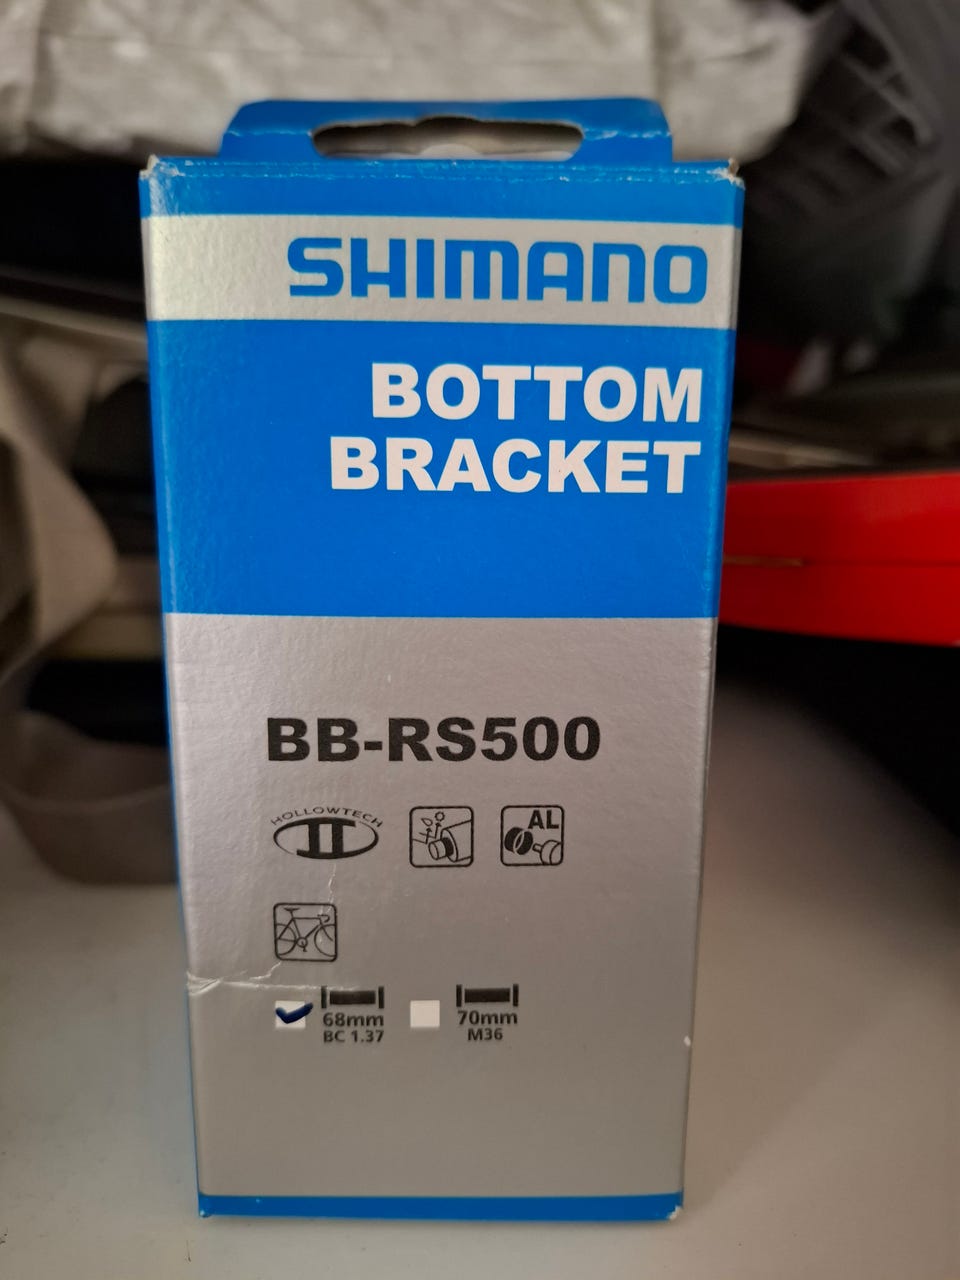 SHIMANO
BOTTOM
BRACKET
BB-RS500
HOLLOWTECH
II
AL
68mm
BC 1.37
70mm
M36